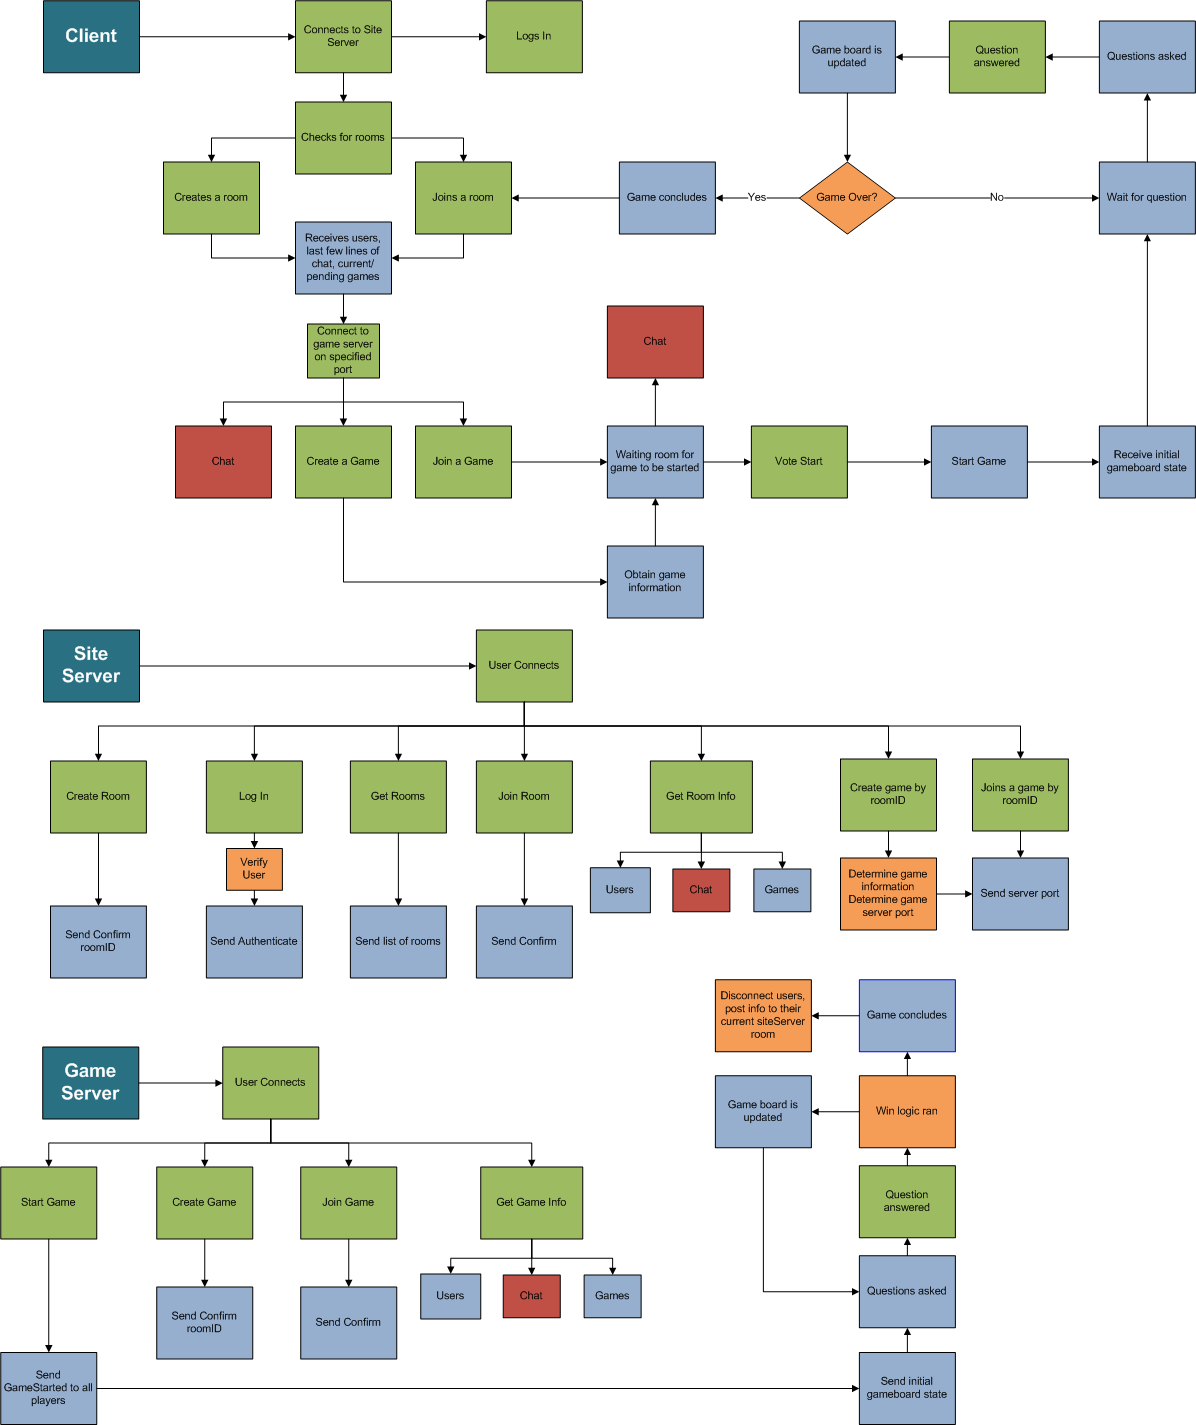 Client
Connects to Site
Server
Logs In
Game board is
updated
Question
answered
Questions asked
Checks for rooms
Creates a room
Joins a room
Game concludes
Yes
Game Over?
No
Wait for question
Receives users,
last few lines of
chat, current/
pending games
Connect to
game server
on specified
port
Chat
Chat
Create a Game
Join a Game
Waiting room for
game to be started
Vote Start
Start Game
Receive initial
gameboard state
Obtain game
information
Site
Server
User Connects
Create Room
Log In
Get Rooms
Join Room
Get Room Info
Create game by
roomID
Joins a game by
roomID
Verify
User
Users
Chat
Games
Determine game
information
Determine game
server port
Send server port
Send Confirm
roomID
Send Authenticate
Send list of rooms
Send Confirm
Disconnect users,
post info to their
current siteServer
room
Game concludes
Game
Server
User Connects
Game board is
updated
Win logic ran
Start Game
Create Game
Join Game
Get Game Info
Question
answered
Users
Chat
Games
Questions asked
Send Confirm
roomID
Send Confirm
Send
GameStarted to all
players
Send initial
gameboard state